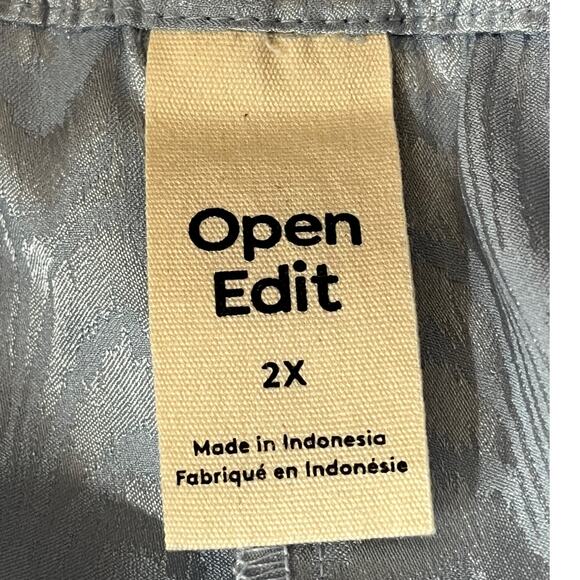 Open
Edit
2X
Made in Indonesia
Fabriqué en Indonésie